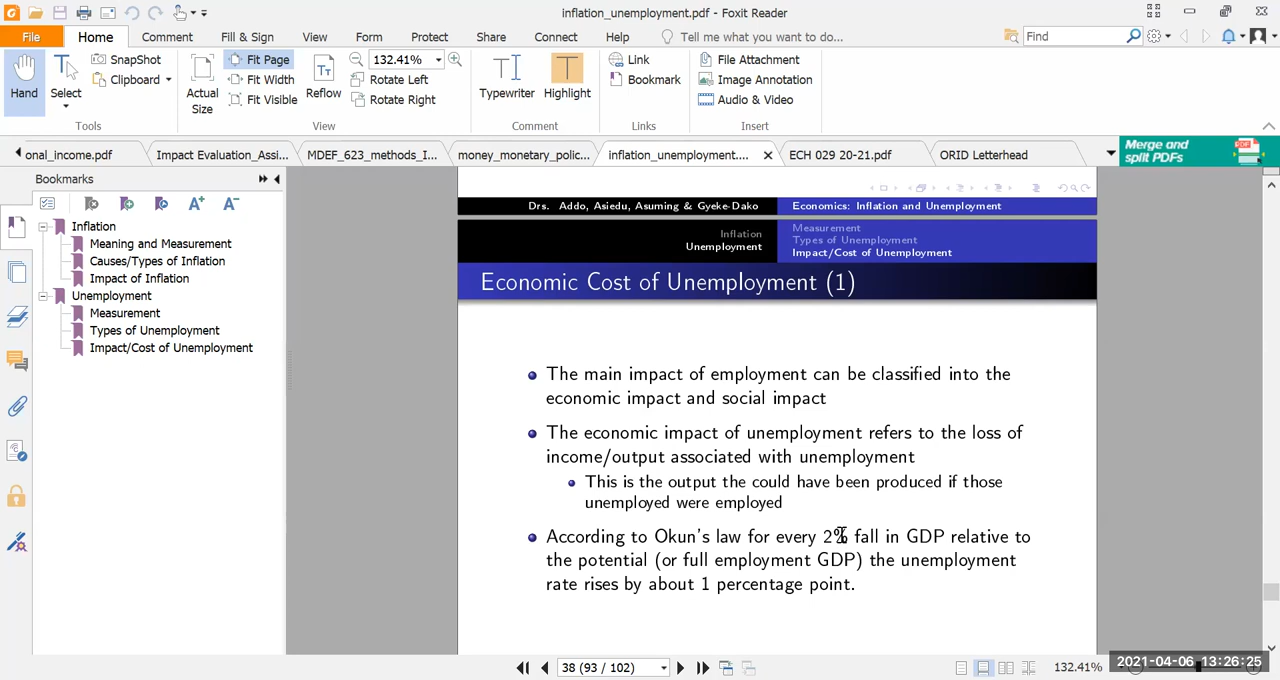 inflation_unemployment.pdf - Foxit Reader
File Home Comment Fill & Sign View Form Protect Share Connect Help Tell me what you want to do... Find
Hand
Select
SnapShot
Clipboard
Tools
Actual Size
Fit Page
Fit Width
Fit Visible
Reflow
132.41%
Rotate Left
Rotate Right
View
Typewriter
Highlight
Comment
Link
Bookmark
Links
File Attachment
Image Annotation
Audio & Video
Insert
onal_income.pdf Impact Evaluation_Assi... MDEF_623_methods_I... money_monetary_polic... inflation_unemployment.... ECH 029 20-21.pdf ORID Letterhead
Merge and
split PDFs
PDF
Bookmarks
Inflation
Meaning and Measurement
Causes/Types of Inflation
Impact of Inflation
Unemployment
Measurement
Types of Unemployment
Impact/Cost of Unemployment
Drs. Addo, Asiedu, Asuming & Gyeke-Dako Economics: Inflation and Unemployment
Inflation
Unemployment
Measurement
Types of Unemployment
Impact/Cost of Unemployment
Economic Cost of Unemployment (1)
The main impact of employment can be classified into the
economic impact and social impact
The economic impact of unemployment refers to the loss of
income/output associated with unemployment
This is the output the could have been produced if those
unemployed were employed
According to Okun's law for every 2% fall in GDP relative to
the potential (or full employment GDP) the unemployment
rate rises by about 1 percentage point.
38 (93 / 102)
132.41%
2021-04-06 13:26:25